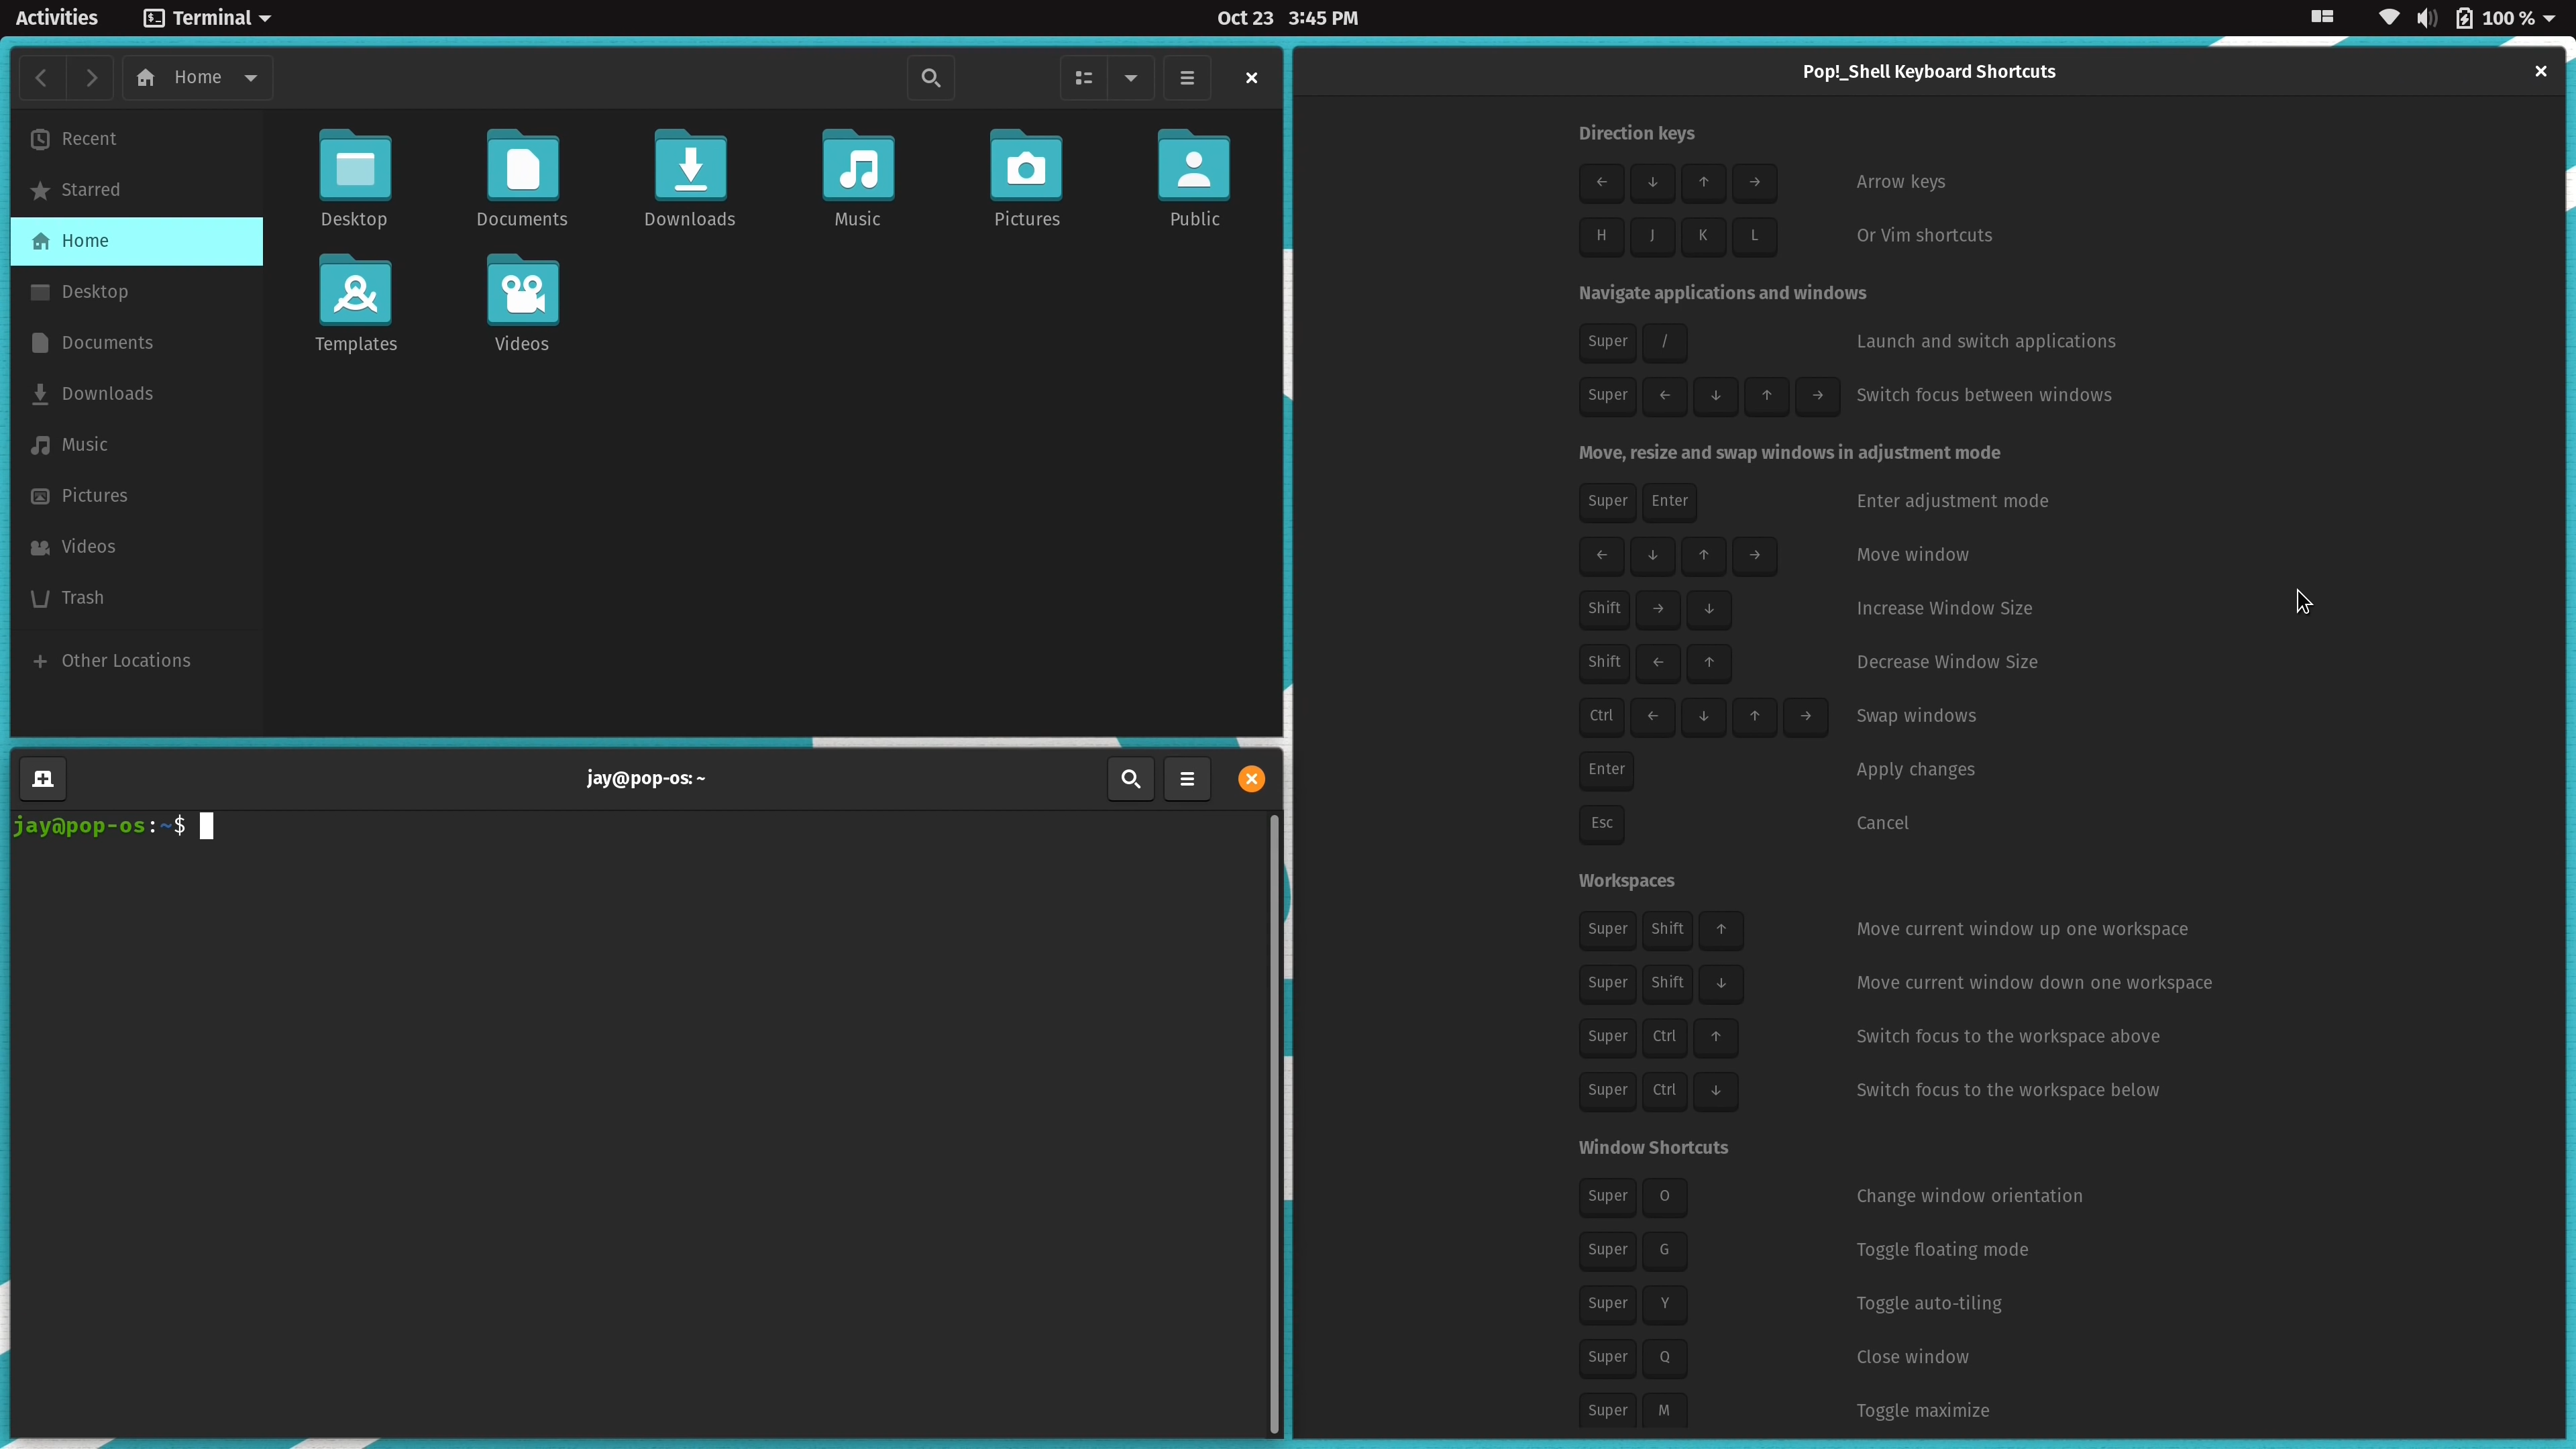 Activities Terminal Oct 23 3:45 PM 100 %
Home
Recent
Starred
Home
Desktop
Documents
Downloads
Music
Pictures
Videos
Trash
+ Other Locations
Desktop Documents Downloads Music Pictures Public
Templates Videos
jay@pop-os: ~
jay@pop-os:~$
Pop!_Shell Keyboard Shortcuts
Direction keys
← ↓ ↑ → Arrow keys
H J K L Or Vim shortcuts
Navigate applications and windows
Super / Launch and switch applications
Super ← ↓ ↑ → Switch focus between windows
Move, resize and swap windows in adjustment mode
Super Enter Enter adjustment mode
← ↓ ↑ → Move window
Shift → ↓ Increase Window Size
Shift ← ↑ Decrease Window Size
Ctrl ← ↓ ↑ → Swap windows
Enter Apply changes
Esc Cancel
Workspaces
Super Shift ↑ Move current window up one workspace
Super Shift ↓ Move current window down one workspace
Super Ctrl ↑ Switch focus to the workspace above
Super Ctrl ↓ Switch focus to the workspace below
Window Shortcuts
Super O Change window orientation
Super G Toggle floating mode
Super Y Toggle auto-tiling
Super Q Close window
Super M Toggle maximize